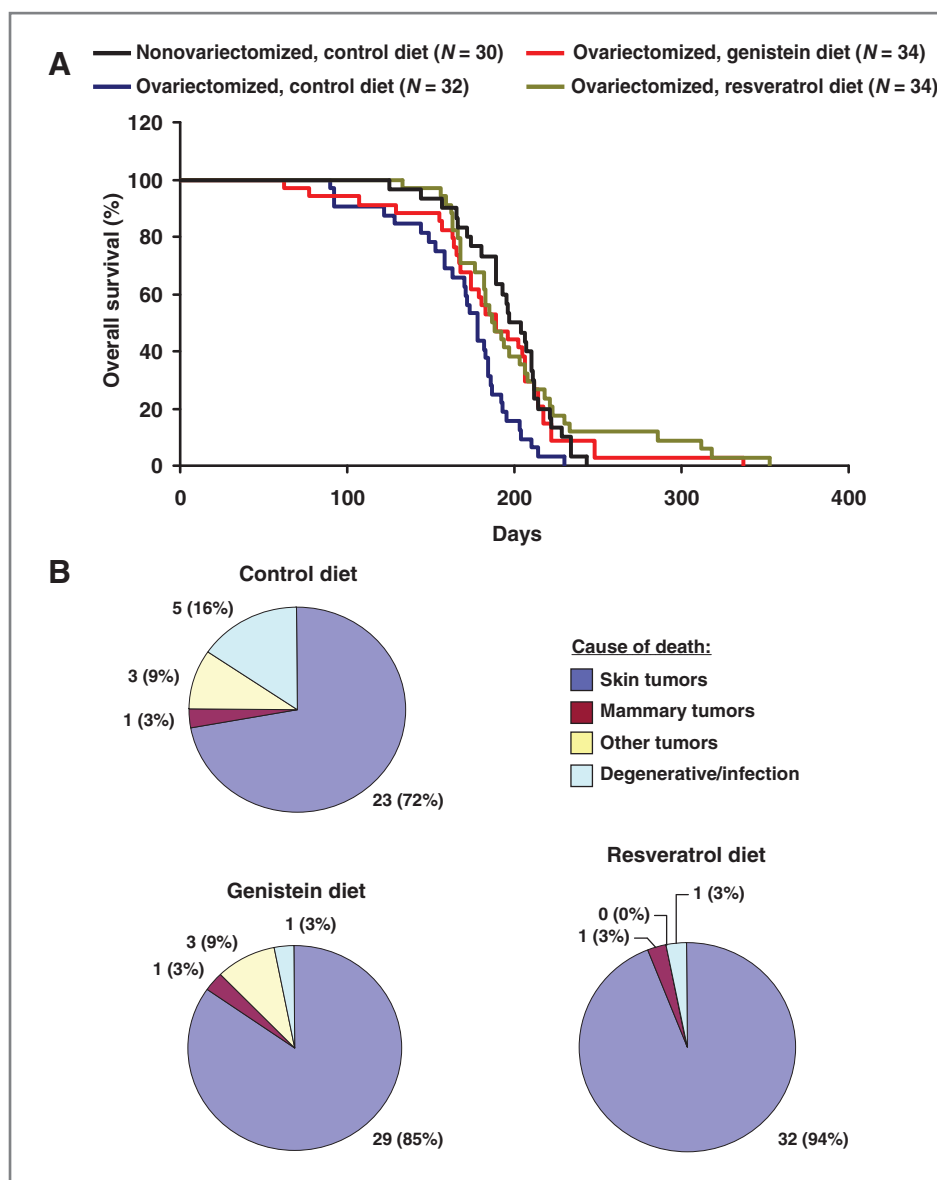 A
Nonovariectomized, control diet (N = 30)
Ovariectomized, genistein diet (N = 34)
Ovariectomized, control diet (N = 32)
Ovariectomized, resveratrol diet (N = 34)
120
100
80
60
40
20
0
Overall survival (%)
0 100 200 300 400
Days
B
Control diet
5 (16%)
3 (9%)
1 (3%)
23 (72%)
Cause of death:
Skin tumors
Mammary tumors
Other tumors
Degenerative/infection
Genistein diet
1 (3%)
3 (9%)
1 (3%)
29 (85%)
Resveratrol diet
1 (3%)
0 (0%)
1 (3%)
32 (94%)